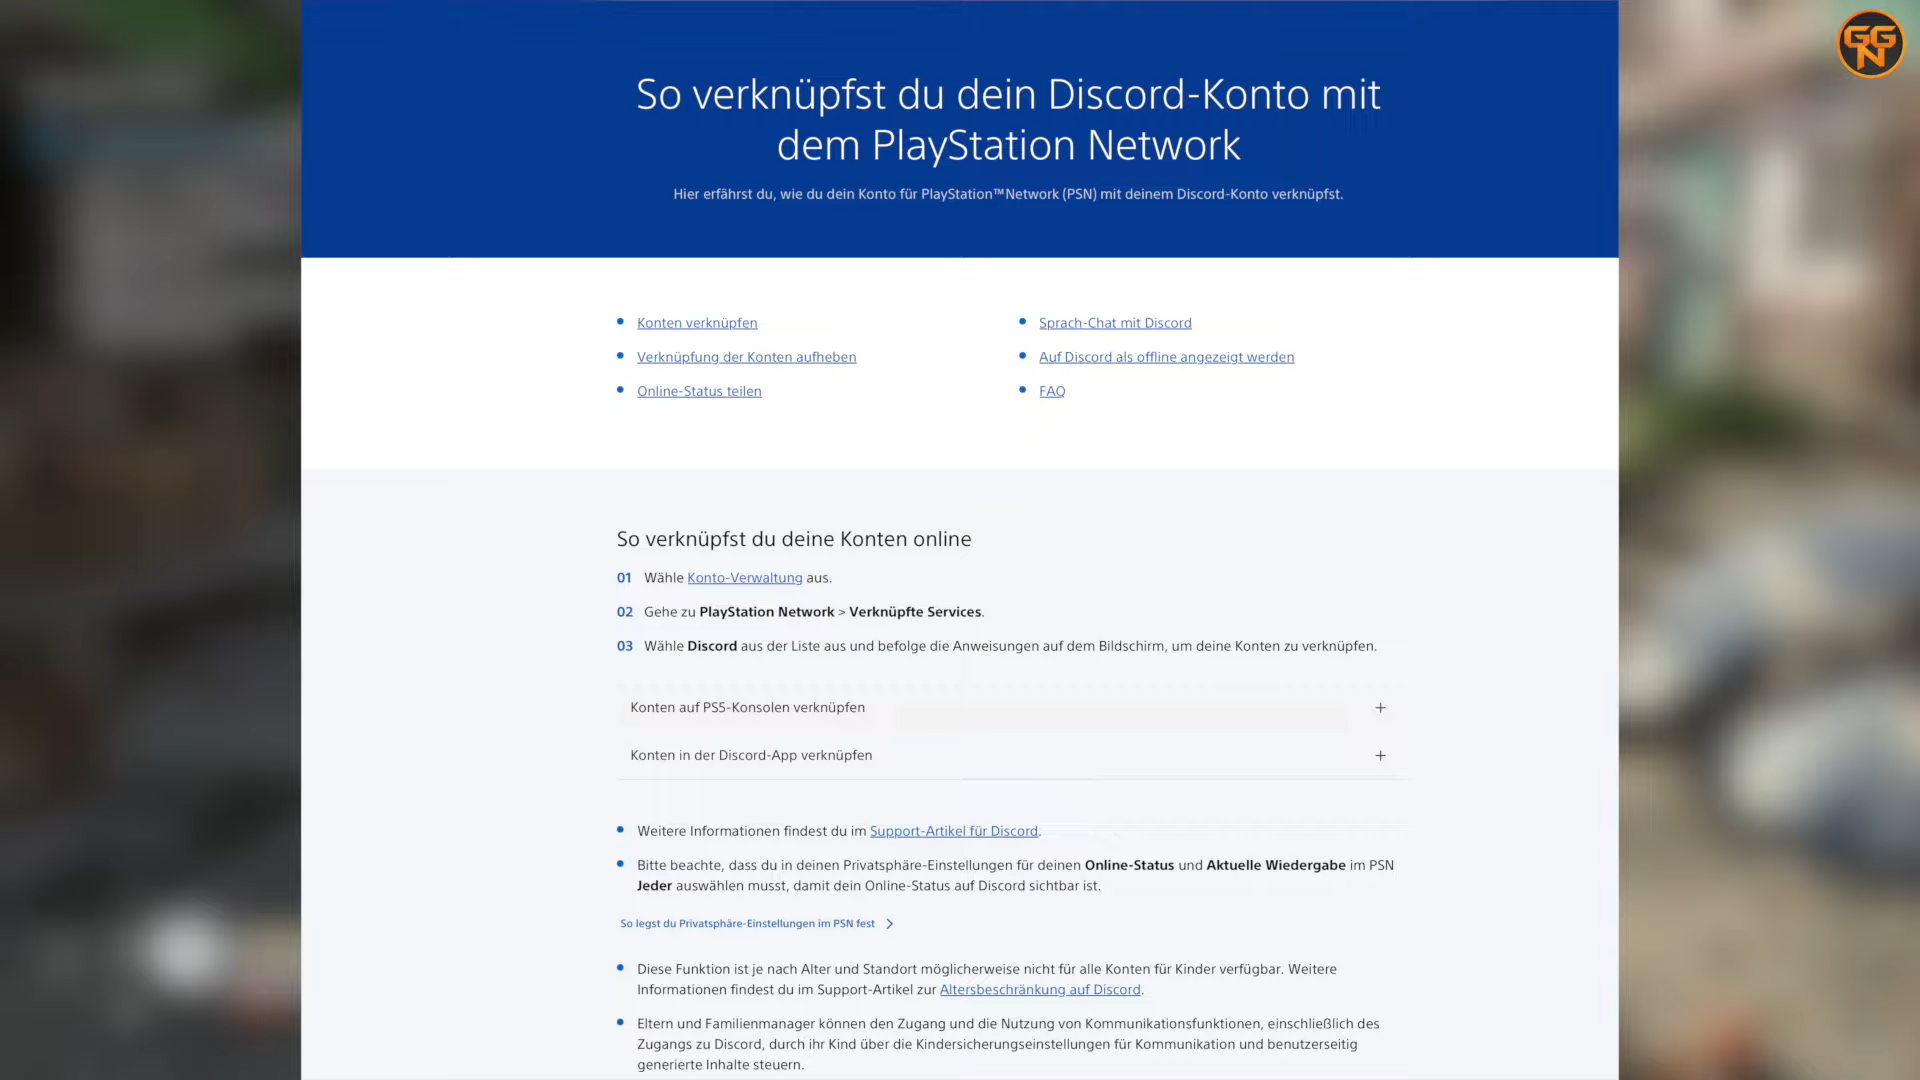 GGN
So verknüpfst du dein Discord-Konto mit
dem PlayStation Network
Hier erfährst du, wie du dein Konto für PlayStation™Network (PSN) mit deinem Discord-Konto verknüpfst.
Konten verknüpfen
Verknüpfung der Konten aufheben
Online-Status teilen
Sprach-Chat mit Discord
Auf Discord als offline angezeigt werden
FAQ
So verknüpfst du deine Konten online
01 Wähle Konto-Verwaltung aus.
02 Gehe zu PlayStation Network > Verknüpfte Services.
03 Wähle Discord aus der Liste aus und befolge die Anweisungen auf dem Bildschirm, um deine Konten zu verknüpfen.
Konten auf PS5-Konsolen verknüpfen +
Konten in der Discord-App verknüpfen +
Weitere Informationen findest du im Support-Artikel für Discord.
Bitte beachte, dass du in deinen Privatsphäre-Einstellungen für deinen Online-Status und Aktuelle Wiedergabe im PSN
Jeder auswählen musst, damit dein Online-Status auf Discord sichtbar ist.
So legst du Privatsphäre-Einstellungen im PSN fest >
Diese Funktion ist je nach Alter und Standort möglicherweise nicht für alle Konten für Kinder verfügbar. Weitere
Informationen findest du im Support-Artikel zur Altersbeschränkung auf Discord.
Eltern und Familienmanager können den Zugang und die Nutzung von Kommunikationsfunktionen, einschließlich des
Zugangs zu Discord, durch ihr Kind über die Kindersicherungseinstellungen für Kommunikation und benutzerseitig
generierte Inhalte steuern.